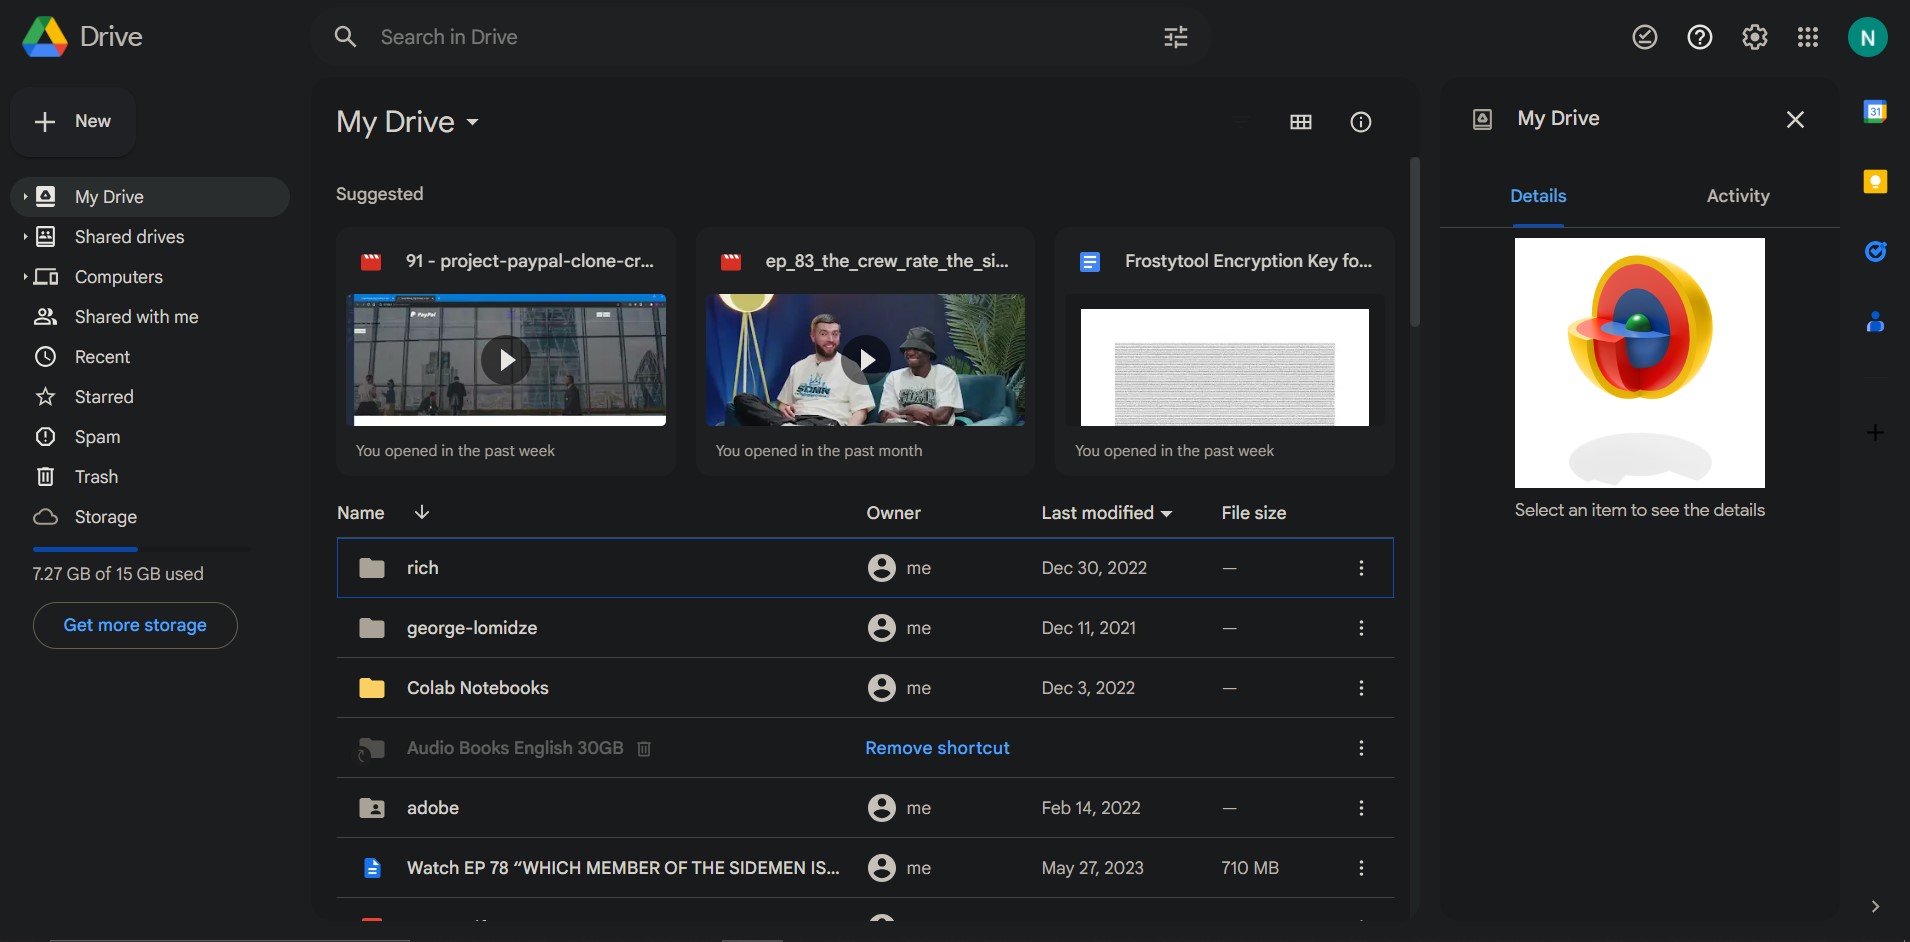 Drive
Search in Drive
N
New
My Drive
Shared drives
Computers
Shared with me
Recent
Starred
Spam
Trash
Storage
7.27 GB of 15 GB used
Get more storage
My Drive
Suggested
91 - project-paypal-clone-cr...
PayPal
You opened in the past week
ep_83_the_crew_rate_the_si...
SDMN
SDMN
You opened in the past month
Frostytool Encryption Key fo...
You opened in the past week
Name Owner Last modified File size
rich me Dec 30, 2022 —
george-lomidze me Dec 11, 2021 —
Colab Notebooks me Dec 3, 2022 —
Audio Books English 30GB Remove shortcut
adobe me Feb 14, 2022 —
Watch EP 78 “WHICH MEMBER OF THE SIDEMEN IS... me May 27, 2023 710 MB
My Drive
Details Activity
Select an item to see the details
31